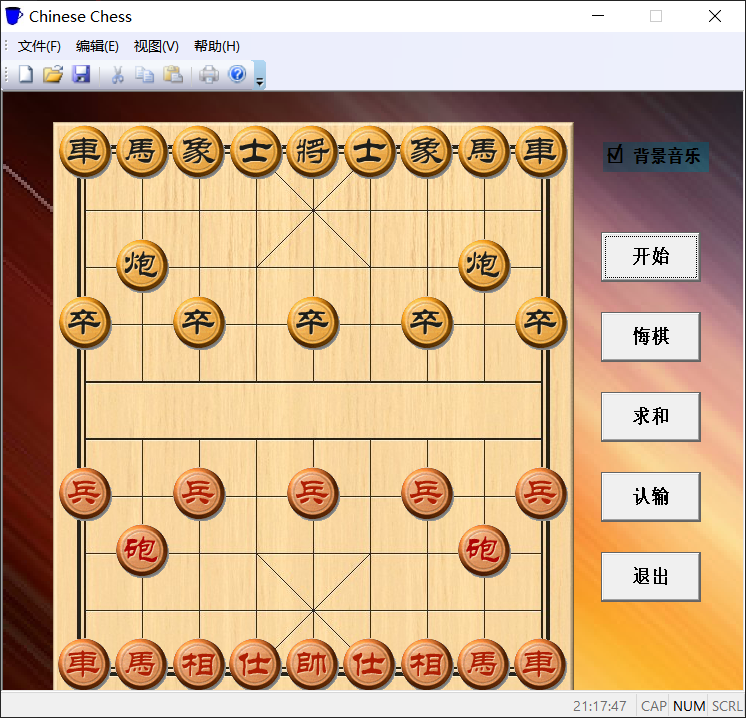 Chinese Chess
文件(F) 编辑(E) 视图(V) 帮助(H)
車 馬 象 士 將 士 象 馬 車
背景音乐
炮 炮
开始
卒 卒 卒 卒 卒
悔棋
求和
兵 兵 兵 兵 兵
认输
砲 砲
退出
車 馬 相 仕 帥 仕 相 馬 車
21:17:47 CAP NUM SCRL